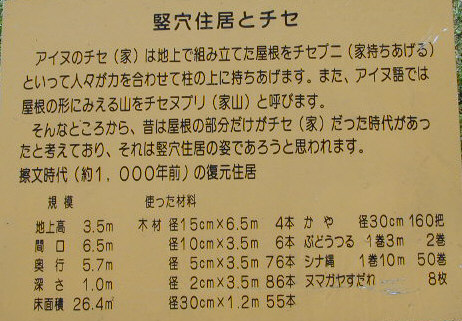 竪穴住居とチセ
アイヌのチセ（家）は地上で組み立てた屋根をチセプニ（家持ちあげる）
といって人々が力を合わせて柱の上に持ちあげます。また、アイヌ語では
屋根の形にみえる山をチセヌプリ（家山）と呼びます。
そんなところから、昔は屋根の部分だけがチセ（家）だった時代があっ
たと考えており、それは竪穴住居の姿であろうと思われます。
擦文時代（約１，０００年前）の復元住居
規模 使った材料
地上高 3.5m 木材 径15cm×6.5m 4本 かや 径30cm 160把
間口 6.5m 径10cm×3.5m 6本 ぶどうつる 1巻3m 2巻
奥行 5.7m 径 5cm×3.5m 76本 シナ縄 1巻10m 50巻
深さ 1.0m 径 2cm×3.5m 86本 ヌマガヤすだれ 8枚
床面積 26.4㎡ 径30cm×1.2m 55本